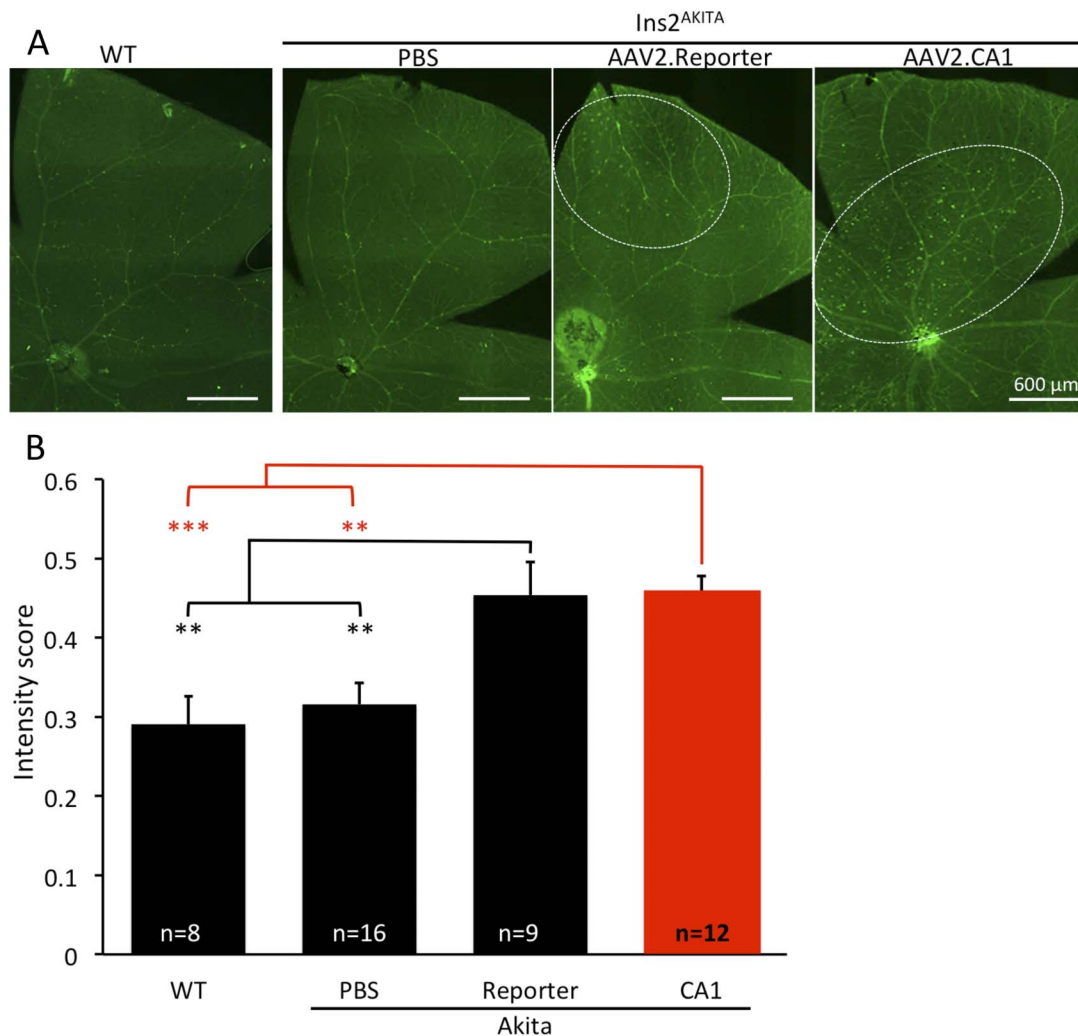 A
Ins2AKITA
WT
PBS
AAV2.Reporter
AAV2.CA1
600 µm
B
Intensity score
0.6
0.5
0.4
0.3
0.2
0.1
0
*** **
** **
n=8
n=16
n=9
n=12
WT
PBS
Reporter
CA1
Akita